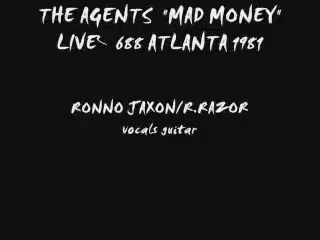 THE AGENTS "MAD MONEY"
LIVE~ 688 ATLANTA 1981
RONNO JAXON/R.RAZOR
vocals guitar